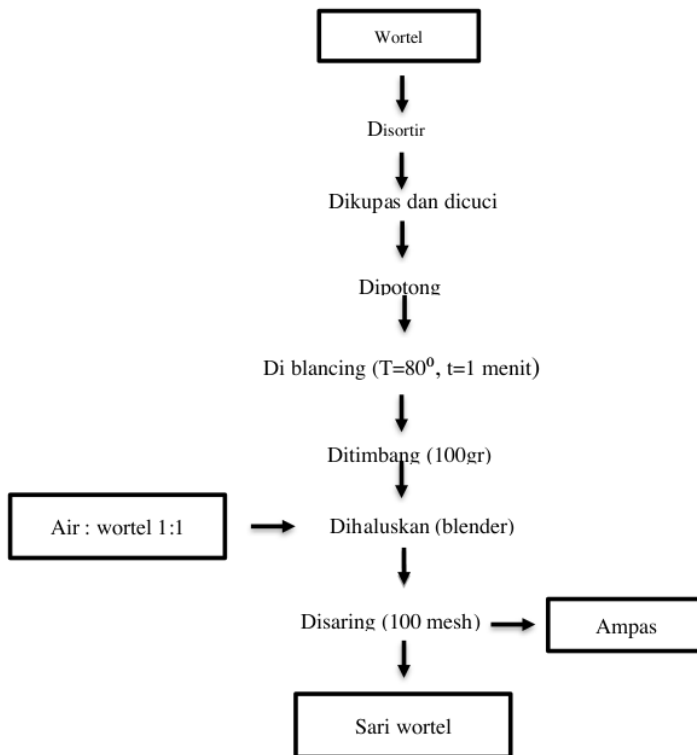 Wortel
Disortir
Dikupas dan dicuci
Dipotong
Di blancing (T=80⁰, t=1 menit)
Ditimbang (100gr)
Air : wortel 1:1
Dihaluskan (blender)
Disaring (100 mesh)
Ampas
Sari wortel